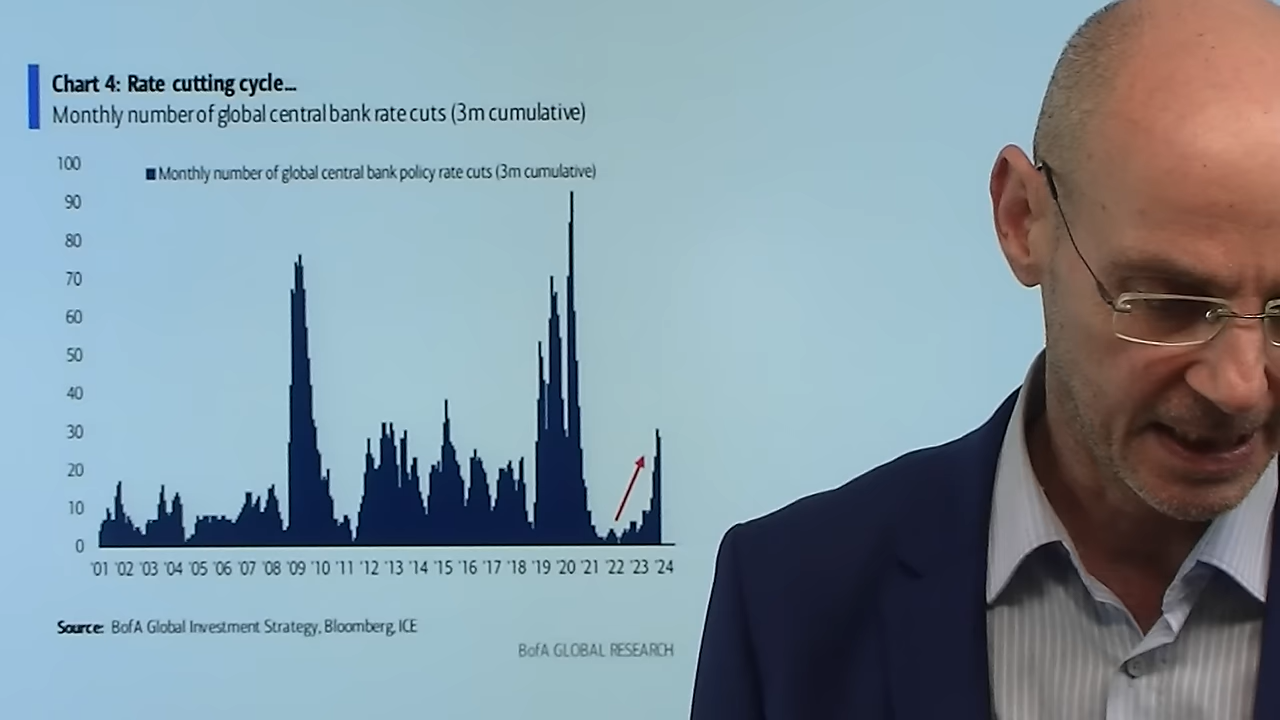 Chart 4: Rate cutting cycle...
Monthly number of global central bank rate cuts (3m cumulative)
100
Monthly number of global central bank policy rate cuts (3m cumulative)
90
80
70
60
50
40
30
20
10
0
'01 '02 '03 '04 '05 '06 '07 '08 '09 '10 '11 '12 '13 '14 '15 '16 '17 '18 '19 '20 '21 '22 '23 '24
Source: BofA Global Investment Strategy, Bloomberg, ICE
BofA GLOBAL RESEARCH